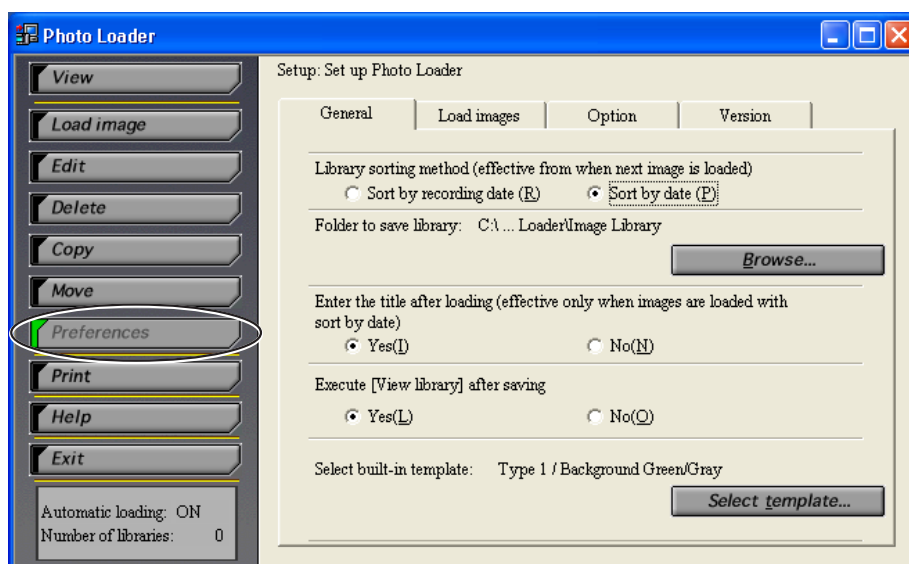 Photo Loader
View
Load image
Edit
Delete
Copy
Move
Preferences
Print
Help
Exit
Automatic loading: ON
Number of libraries: 0
Setup: Set up Photo Loader
General Load images Option Version
Library sorting method (effective from when next image is loaded)
Sort by recording date (R) Sort by date (P)
Folder to save library: C:\ ... Loader\Image Library
Browse...
Enter the title after loading (effective only when images are loaded with
sort by date)
Yes(I) No(N)
Execute [View library] after saving
Yes(L) No(O)
Select built-in template: Type 1 / Background Green/Gray
Select template...